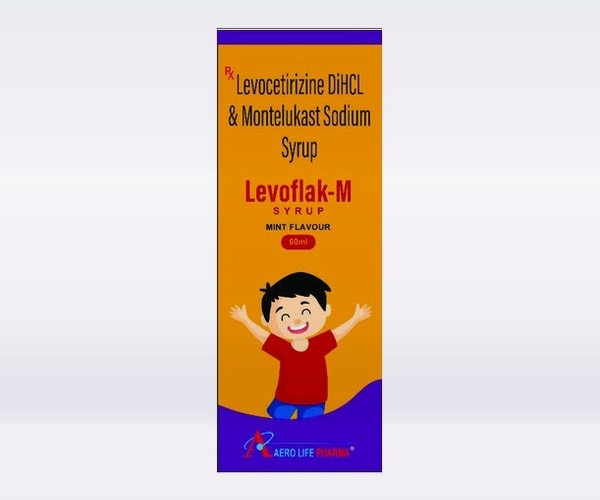 Rx Levocetirizine DiHCL
& Montelukast Sodium
Syrup
Levoflak-M
SYRUP
MINT FLAVOUR
60ml
AERO LIFE PHARMA®